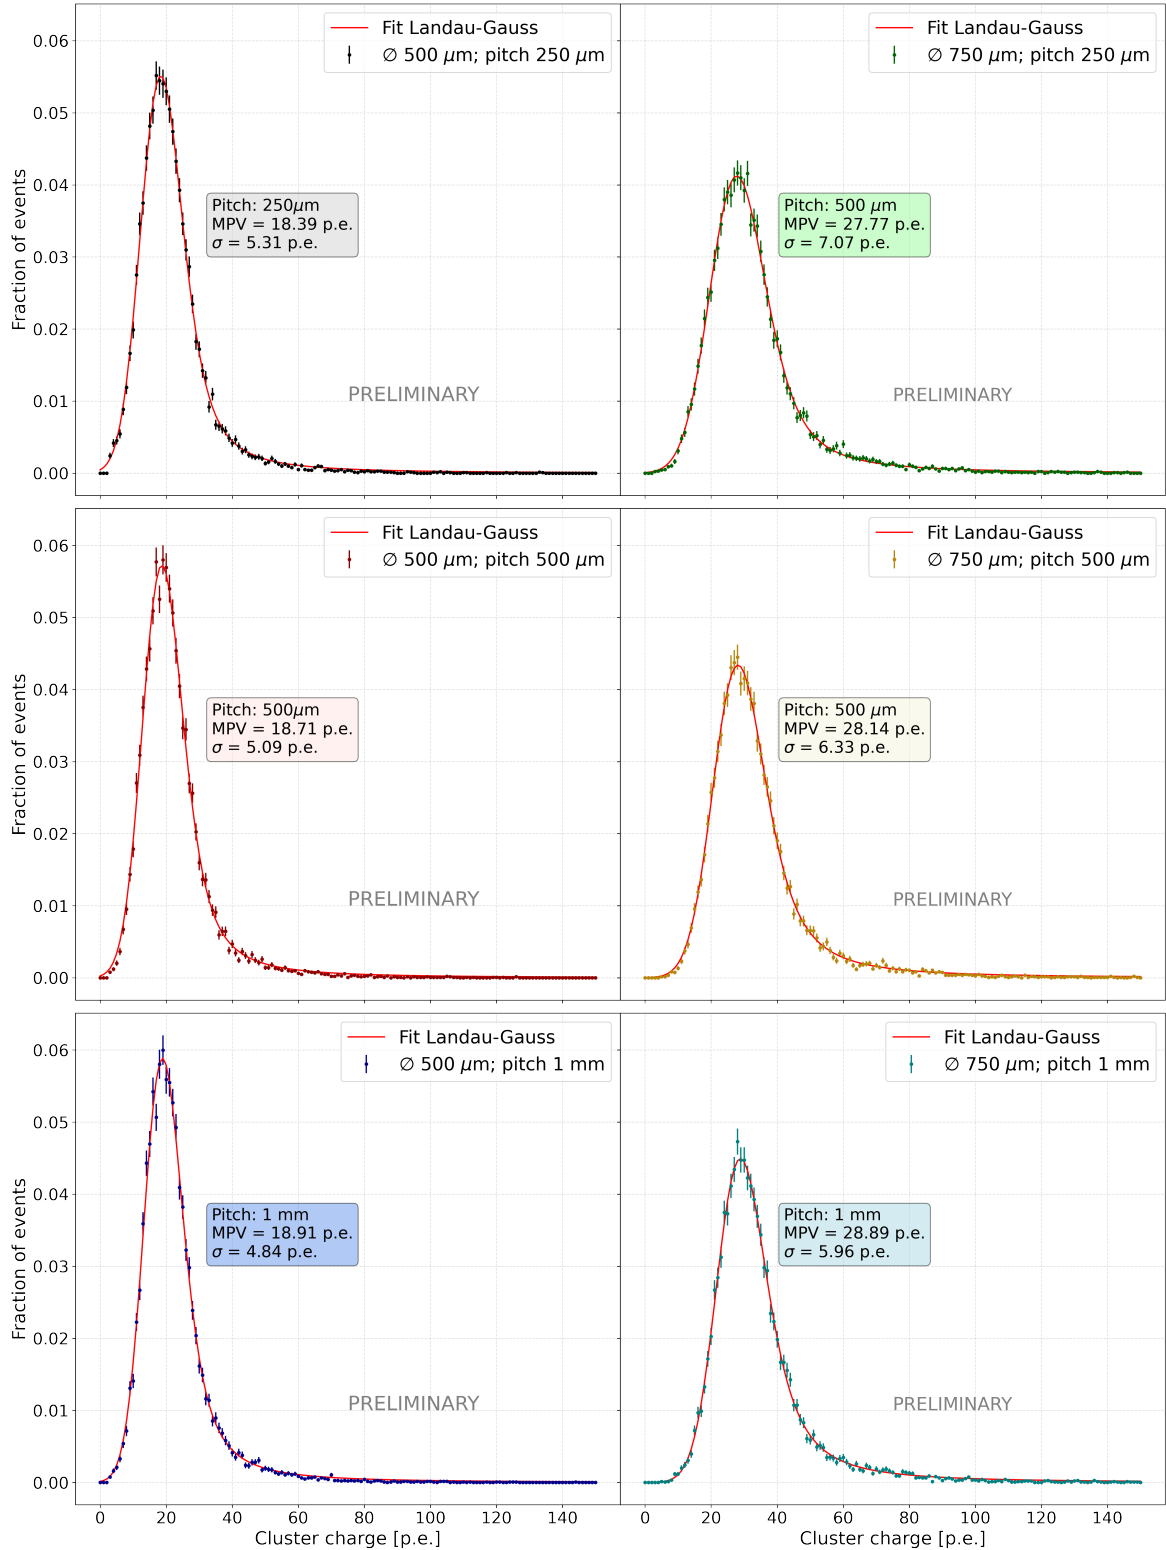 Fit Landau-Gauss
∅ 500 μm; pitch 250 μm
Pitch: 250μm
MPV = 18.39 p.e.
σ = 5.31 p.e.
PRELIMINARY
0.06
0.05
0.04
0.03
0.02
0.01
0.00
Fraction of events
Fit Landau-Gauss
∅ 750 μm; pitch 250 μm
Pitch: 500 μm
MPV = 27.77 p.e.
σ = 7.07 p.e.
PRELIMINARY
Fit Landau-Gauss
∅ 500 μm; pitch 500 μm
Pitch: 500μm
MPV = 18.71 p.e.
σ = 5.09 p.e.
PRELIMINARY
0.06
0.05
0.04
0.03
0.02
0.01
0.00
Fraction of events
Fit Landau-Gauss
∅ 750 μm; pitch 500 μm
Pitch: 500 μm
MPV = 28.14 p.e.
σ = 6.33 p.e.
PRELIMINARY
Fit Landau-Gauss
∅ 500 μm; pitch 1 mm
Pitch: 1 mm
MPV = 18.91 p.e.
σ = 4.84 p.e.
PRELIMINARY
0.06
0.05
0.04
0.03
0.02
0.01
0.00
Fraction of events
0 20 40 60 80 100 120 140
Cluster charge [p.e.]
Fit Landau-Gauss
∅ 750 μm; pitch 1 mm
Pitch: 1 mm
MPV = 28.89 p.e.
σ = 5.96 p.e.
PRELIMINARY
0 20 40 60 80 100 120 140
Cluster charge [p.e.]